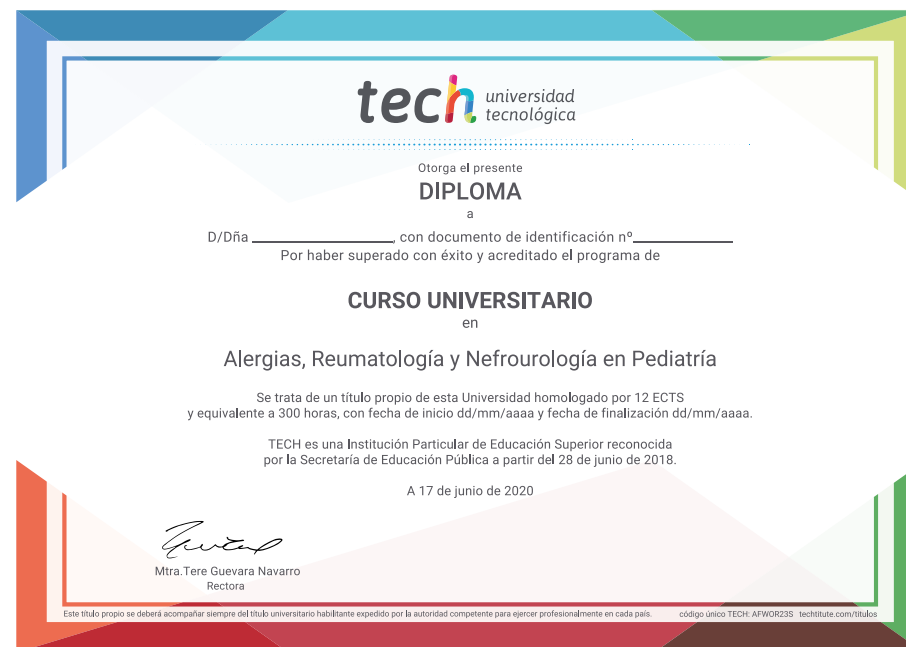 tech universidad
tecnológica
Otorga el presente
DIPLOMA
a
D/Dña ____________________, con documento de identificación nº______________
Por haber superado con éxito y acreditado el programa de
CURSO UNIVERSITARIO
en
Alergias, Reumatología y Nefrourología en Pediatría
Se trata de un título propio de esta Universidad homologado por 12 ECTS
y equivalente a 300 horas, con fecha de inicio dd/mm/aaaa y fecha de finalización dd/mm/aaaa.
TECH es una Institución Particular de Educación Superior reconocida
por la Secretaría de Educación Pública a partir del 28 de junio de 2018.
A 17 de junio de 2020
Mtra.Tere Guevara Navarro
Rectora
Este título propio se deberá acompañar siempre del título universitario habilitante expedido por la autoridad competente para ejercer profesionalmente en cada país. código único TECH: AFWOR23S techtitute.com/titulos